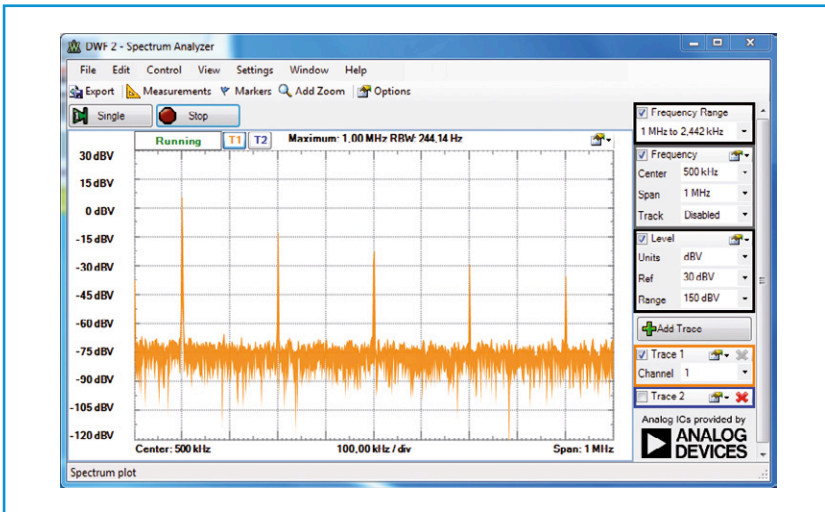 DWF 2 - Spectrum Analyzer
File Edit Control View Settings Window Help
Export Measurements Markers Add Zoom Options
Single Stop
Running T1 T2 Maximum: 1,00 MHz RBW: 244,14 Hz
30 dBV
15 dBV
0 dBV
-15 dBV
-30 dBV
-45 dBV
-60 dBV
-75 dBV
-90 dBV
-105 dBV
-120 dBV
Center: 500 kHz 100,00 kHz / div Span: 1 MHz
Frequency Range
1 MHz to 2,442 kHz
Frequency
Center 500 kHz
Span 1 MHz
Track Disabled
Level
Units dBV
Ref 30 dBV
Range 150 dBV
Add Trace
Trace 1
Channel 1
Trace 2
Analog ICs provided by
ANALOG
DEVICES
Spectrum plot